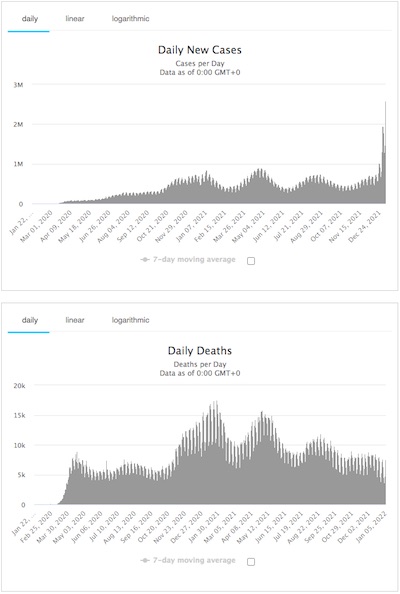 daily linear logarithmic
Daily New Cases
Cases per Day
Data as of 0:00 GMT+0
3M
2M
1M
0
Jan 22, ... Mar 01, 2020 Apr 09, 2020 May 18, 2020 Jun 26, 2020 Aug 04, 2020 Sep 12, 2020 Oct 21, 2020 Nov 29, 2020 Jan 07, 2021 Feb 15, 2021 Mar 26, 2021 May 04, 2021 Jun 12, 2021 Jul 21, 2021 Aug 29, 2021 Oct 07, 2021 Nov 15, 2021 Dec 24, 2021
7-day moving average
daily linear logarithmic
Daily Deaths
Deaths per Day
Data as of 0:00 GMT+0
20k
15k
10k
5k
0
Jan 22, ... Feb 25, 2020 Mar 30, 2020 May 03, 2020 Jun 06, 2020 Jul 10, 2020 Aug 13, 2020 Sep 16, 2020 Oct 20, 2020 Nov 23, 2020 Dec 27, 2020 Jan 30, 2021 Mar 05, 2021 Apr 08, 2021 May 12, 2021 Jun 15, 2021 Jul 19, 2021 Aug 22, 2021 Sep 25, 2021 Oct 29, 2021 Dec 02, 2021 Jan 05, 2022
7-day moving average